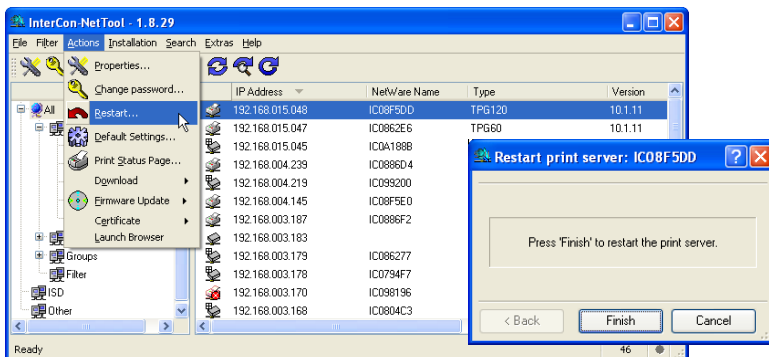 InterCon-NetTool - 1.8.29
File Filter Actions Installation Search Extras Help
Properties...
Change password...
Restart...
Default Settings...
Print Status Page...
Download
Firmware Update
Certificate
Launch Browser
All
Groups
Filter
ISD
Other
IP Address NetWare Name Type Version
192.168.015.048 IC08F5DD TPG120 10.1.11
192.168.015.047 IC0862E6 TPG60 10.1.11
192.168.015.045 IC0A188B
192.168.004.239 IC0886D4
192.168.004.219 IC099200
192.168.004.145 IC08F5E0
192.168.003.187 IC0886F2
192.168.003.183
192.168.003.179 IC086277
192.168.003.178 IC0794F7
192.168.003.170 IC098196
192.168.003.168 IC0804C3
Ready 46
Restart print server: IC08F5DD
Press 'Finish' to restart the print server.
< Back Finish Cancel